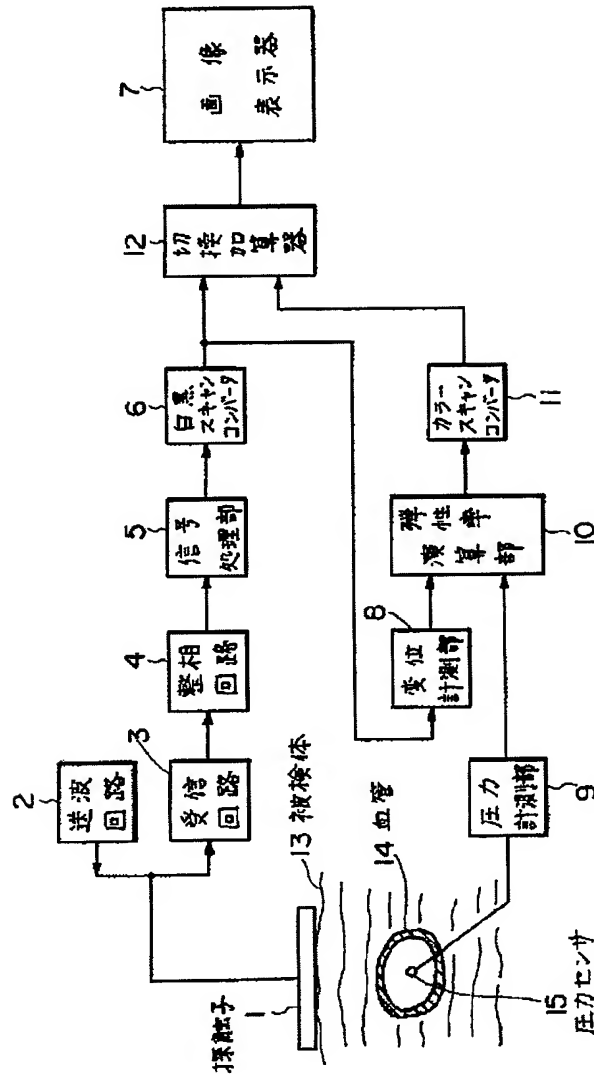 1
探触子
2
送波
回路
3
受信
回路
4
整相
回路
5
信号
処理部
6
白黒
スキャン
コンバータ
12
切換
加算
器
7
画像
表示器
8
変位
計測部
9
圧力
計測部
10
弾性率
演算部
11
カラー
スキャン
コンバータ
13 被検体
14 血管
15
圧力センサ